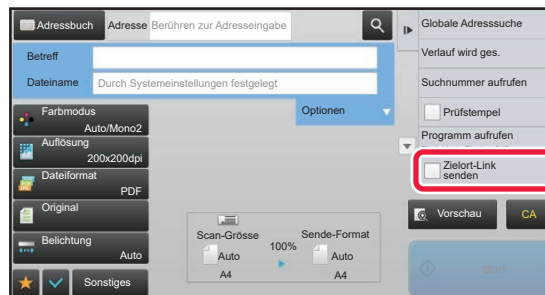 Adressbuch
Adresse
Berühren zur Adresseingabe
Betreff
Dateiname
Durch Systemeinstellungen festgelegt
Optionen
Farbmodus
Auto/Mono2
Auflösung
200x200dpi
Dateiformat
PDF
Original
Belichtung
Auto
Sonstiges
Scan-Grösse
100%
Sende-Format
Auto
A4
Auto
A4
Globale Adresssuche
Verlauf wird ges.
Suchnummer aufrufen
Prüfstempel
Programm aufrufen
Zielort-Link
senden
Vorschau
CA
Start